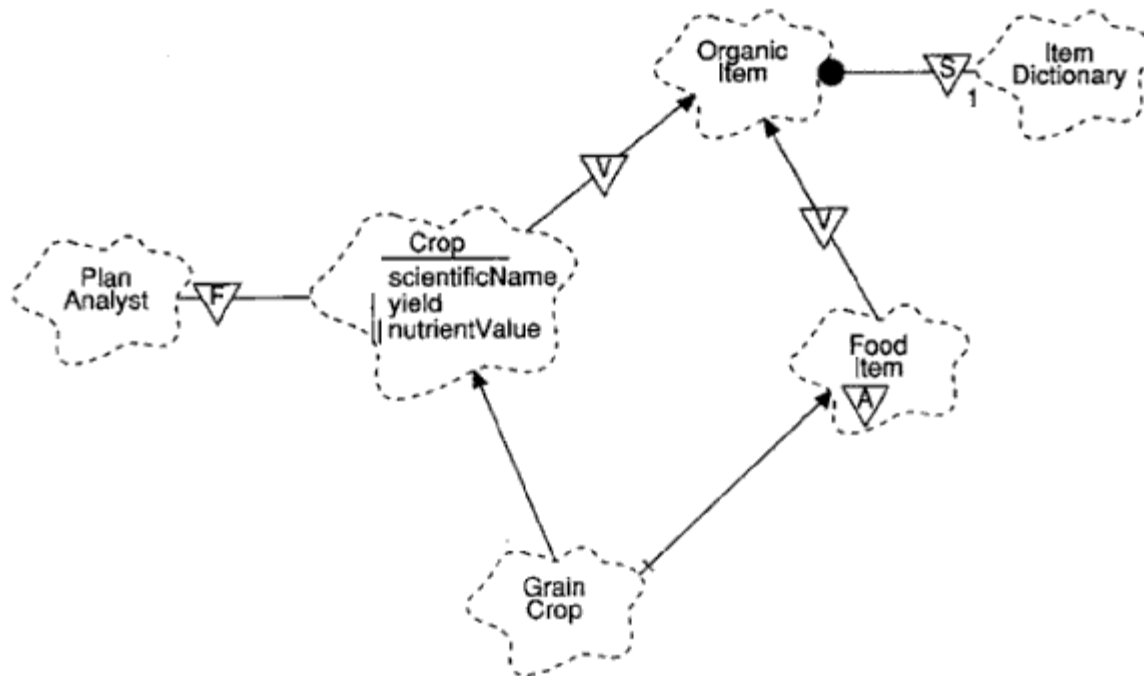 Organic
Item
S
1
Item
Dictionary
V
V
Plan
Analyst
F
Crop
scientificName
yield
nutrientValue
Food
Item
A
Grain
Crop